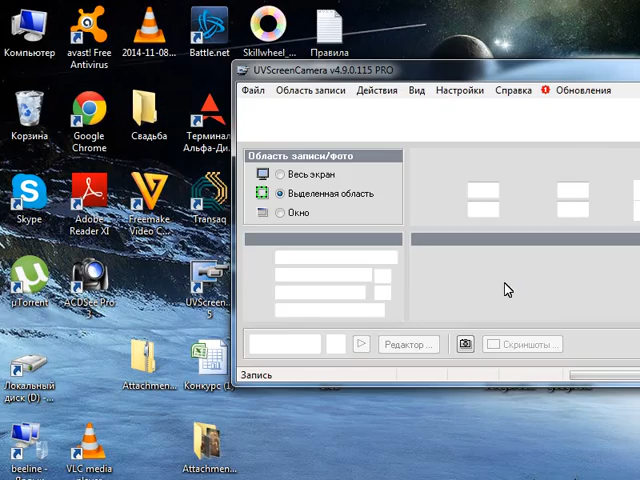 UVScreenCamera v4.9.0.115 PRO
Файл Область записи Действия Вид Настройки Справка Обновления
Область записи/фото
Весь экран
Выделенная область
Окно
Редактор ...
Скриншоты...
Запись
Компьютер
avast! Free
Antivirus
2014-11-08...
Battle.net
Skillwheel_...
Правила
Корзина
Google
Chrome
Свадьба
Терминал
Альфа-Ди...
Skype
Adobe
Reader XI
Freemake
Video C...
Transaq
µTorrent
ACDSee Pro
3
UVScreen...
5
Локальный
диск (D) -...
Attachmen...
Конкурс (1)
beeline -
VLC media
player
Attachmen...